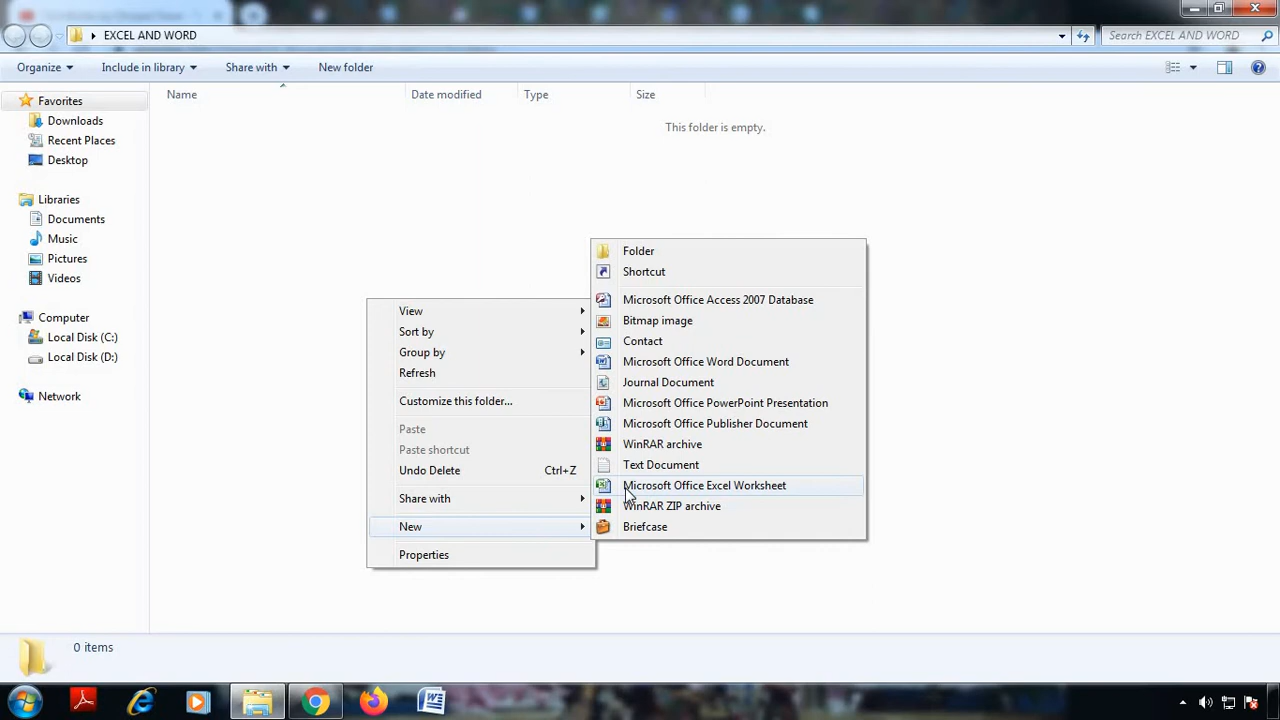 EXCEL AND WORD
Search EXCEL AND WORD
Organize
Include in library
Share with
New folder
Name
Date modified
Type
Size
This folder is empty.
Favorites
Downloads
Recent Places
Desktop
Libraries
Documents
Music
Pictures
Videos
Computer
Local Disk (C:)
Local Disk (D:)
Network
View
Sort by
Group by
Refresh
Customize this folder...
Paste
Paste shortcut
Undo Delete Ctrl+Z
Share with
New
Properties
Folder
Shortcut
Microsoft Office Access 2007 Database
Bitmap image
Contact
Microsoft Office Word Document
Journal Document
Microsoft Office PowerPoint Presentation
Microsoft Office Publisher Document
WinRAR archive
Text Document
Microsoft Office Excel Worksheet
WinRAR ZIP archive
Briefcase
0 items